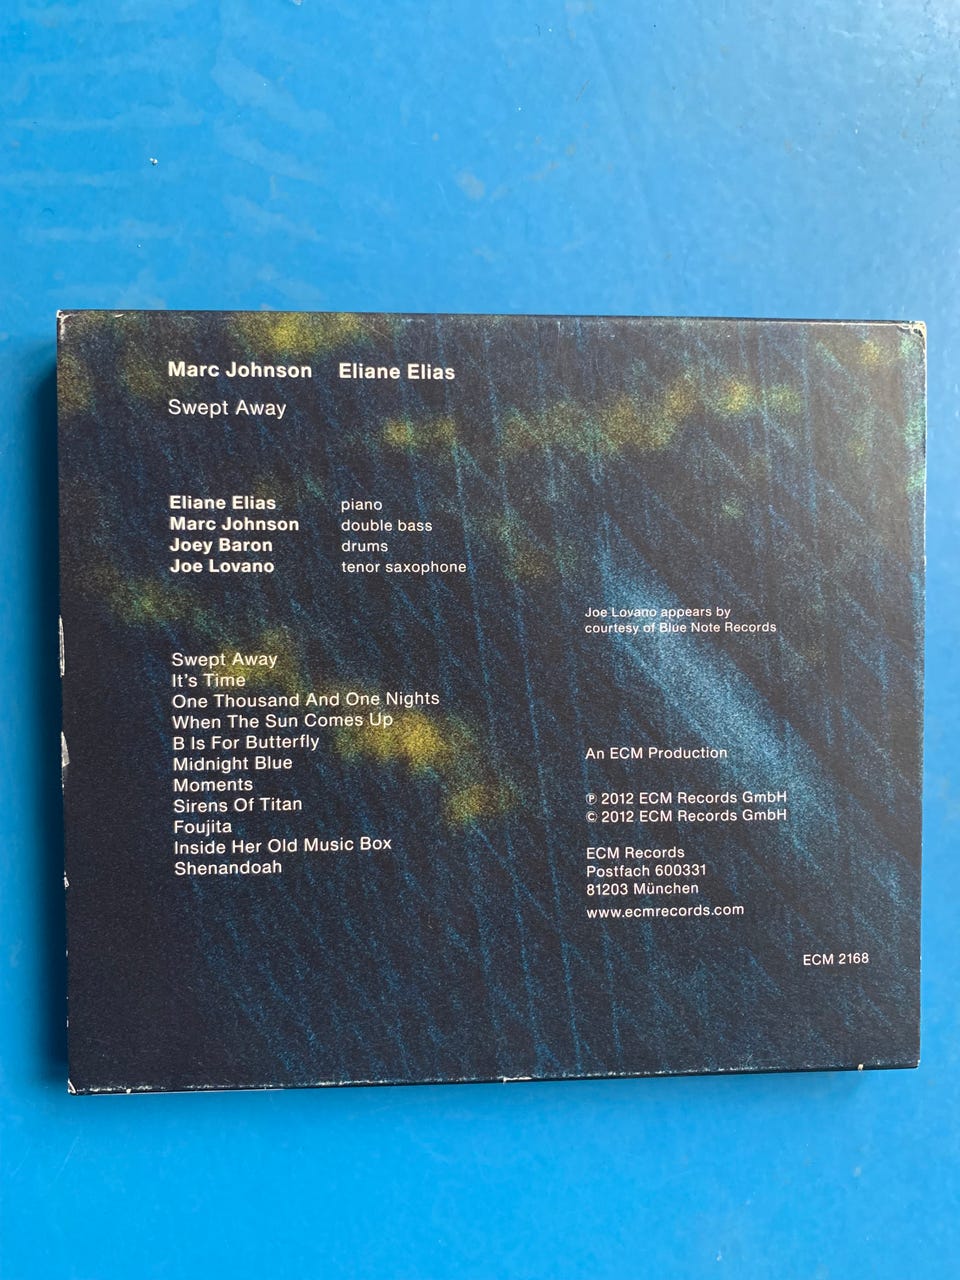 Marc Johnson Eliane Elias
Swept Away
Eliane Elias piano
Marc Johnson double bass
Joey Baron drums
Joe Lovano tenor saxophone
Joe Lovano appears by
courtesy of Blue Note Records
Swept Away
It's Time
One Thousand And One Nights
When The Sun Comes Up
B Is For Butterfly
Midnight Blue
Moments
Sirens Of Titan
Foujita
Inside Her Old Music Box
Shenandoah
An ECM Production
℗ 2012 ECM Records GmbH
© 2012 ECM Records GmbH
ECM Records
Postfach 600331
81203 München
www.ecmrecords.com
ECM 2168